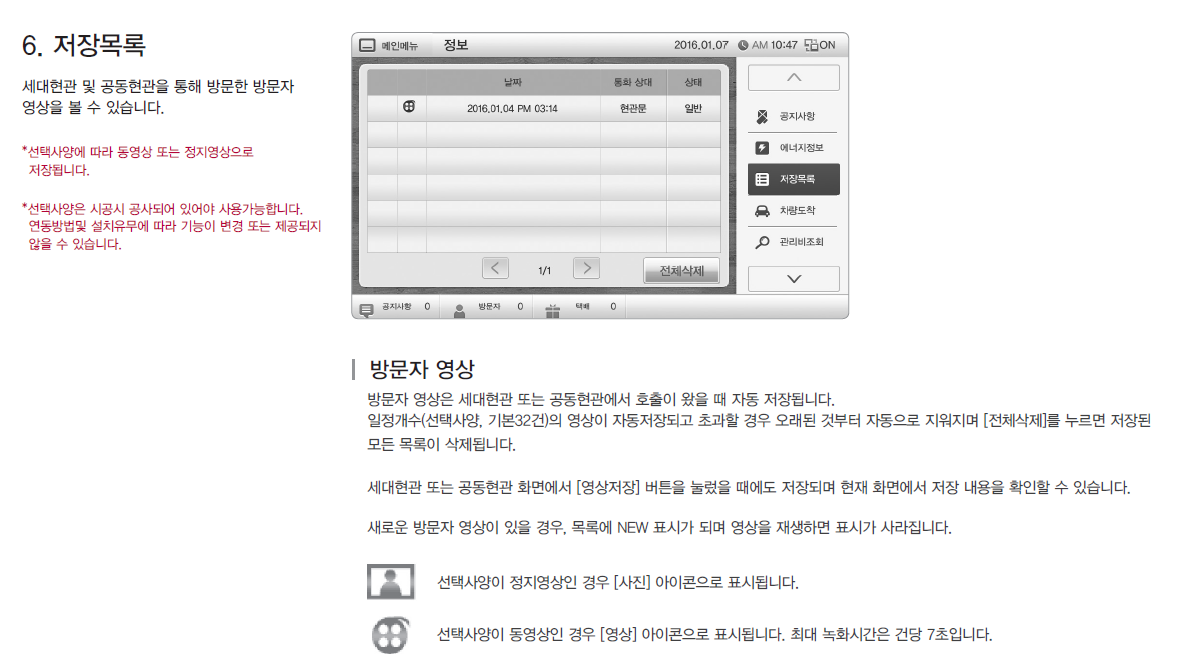 6. 저장목록
세대현관 및 공동현관을 통해 방문한 방문자
영상을 볼 수 있습니다.
*선택사양에 따라 동영상 또는 정지영상으로
저장됩니다.
*선택사양은 시공시 공사되어 있어야 사용가능합니다.
연동방법및 설치유무에 따라 기능이 변경 또는 제공되지
않을 수 있습니다.
메인메뉴 정보 2016.01.07 AM 10:47 ON
날짜 통화 상대 상태
2016.01.04 PM 03:14 현관문 일반
공지사항
에너지정보
저장목록
차량도착
관리비조회
< 1/1 > 전체삭제
공지사항 0 방문자 0 택배 0
방문자 영상
방문자 영상은 세대현관 또는 공동현관에서 호출이 왔을 때 자동 저장됩니다.
일정개수(선택사양, 기본32건)의 영상이 자동저장되고 초과할 경우 오래된 것부터 자동으로 지워지며 [전체삭제]를 누르면 저장된
모든 목록이 삭제됩니다.
세대현관 또는 공동현관 화면에서 [영상저장] 버튼을 눌렀을 때에도 저장되며 현재 화면에서 저장 내용을 확인할 수 있습니다.
새로운 방문자 영상이 있을 경우, 목록에 NEW 표시가 되며 영상을 재생하면 표시가 사라집니다.
선택사양이 정지영상인 경우 [사진] 아이콘으로 표시됩니다.
선택사양이 동영상인 경우 [영상] 아이콘으로 표시됩니다. 최대 녹화시간은 건당 7초입니다.